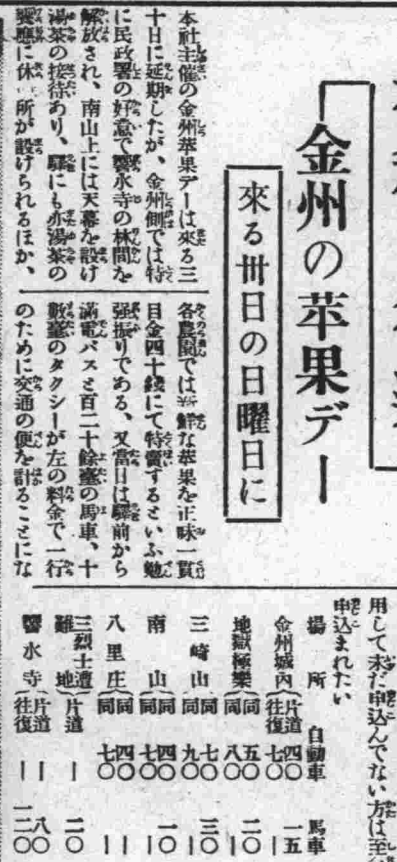 「金州の苹果デー
來る卅日の日曜日に
本社主催の金州苹果デーは來る三
十日に延期したが、金州側では特
に民政署の好意で響水寺の林間を
解放され、南山上には天幕を設け
湯茶の接待あり、驛にも亦湯茶の
饗應に休 所が設けられるほか、
各農園では 鮮な苹果を正味一貫
目金四十錢にて特賣するといふ勉
强振りである、又當日は驛前から
滿電バスと百二十餘臺の馬車、十
數臺のタクシーが左の料金で一行
のために交通の便を計ることにな
用して未だ申込んでない方は至
申込まれたい
場所 自動車 馬車
金州城內 片道 四〇 一五
往復 七〇 ｜
地獄極樂 同 五〇 二〇
同 八〇 ｜
三崎山 同 七〇 三〇
同 九〇 ｜
南山 同 四〇 一〇
同 七〇 ｜
八里庄 同 四〇 ｜
同 七〇 ｜
三烈士遭難地 片道 ｜ 二〇
響水寺 片道 ｜ 八〇
往復 ｜ 一二〇